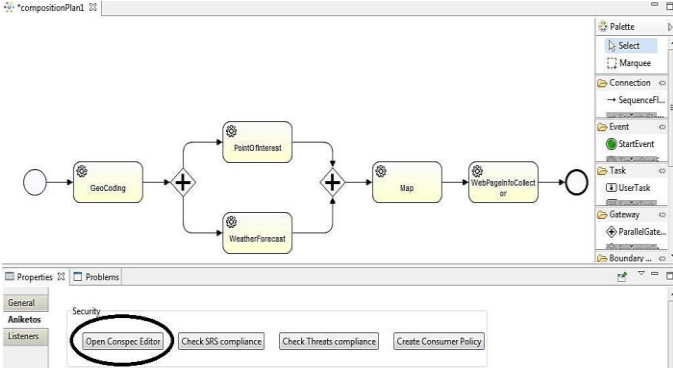 *compositionPlan1
Palette
Select
Marquee
Connection
SequenceFl...
Event
StartEvent
Task
UserTask
Gateway
ParallelGate...
Boundary ...
PointOfInterest
GeoCoding
Map
WebPageInfoCollect
or
WeatherForecast
Properties
Problems
General
Aniketos
Listeners
Security
Open Conspec Editor
Check SRS compliance
Check Threats compliance
Create Consumer Policy